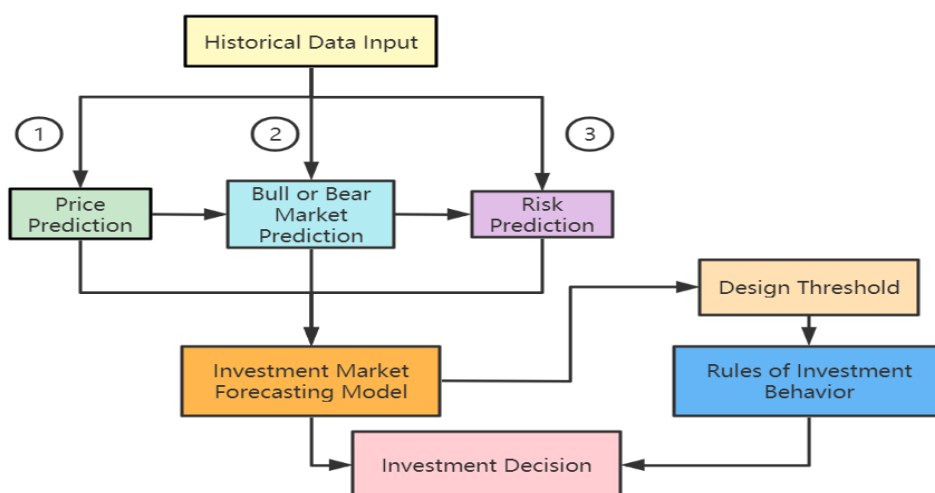 Historical Data Input
1
2
3
Price
Prediction
Bull or Bear
Market
Prediction
Risk
Prediction
Design Threshold
Investment Market
Forecasting Model
Rules of Investment
Behavior
Investment Decision